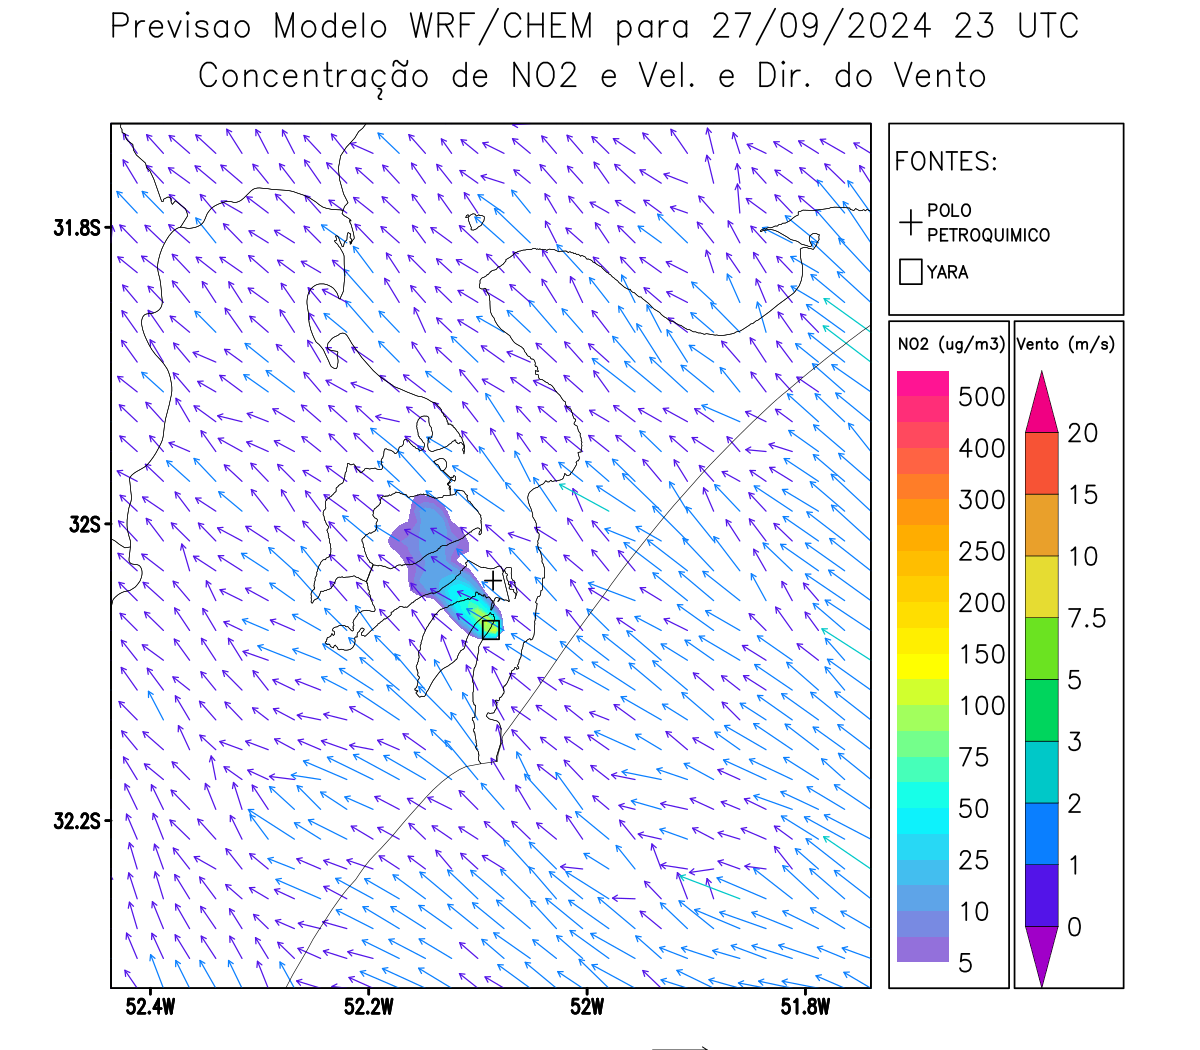 Previsao Modelo WRF/CHEM para 27/09/2024 23 UTC
Concentração de NO2 e Vel. e Dir. do Vento
FONTES:
POLO
PETROQUIMICO
YARA
NO2 (ug/m3)
500
400
300
250
200
150
100
75
50
25
10
5
Vento (m/s)
20
15
10
7.5
5
3
2
1
0
31.8S
32S
32.2S
52.4W
52.2W
52W
51.8W